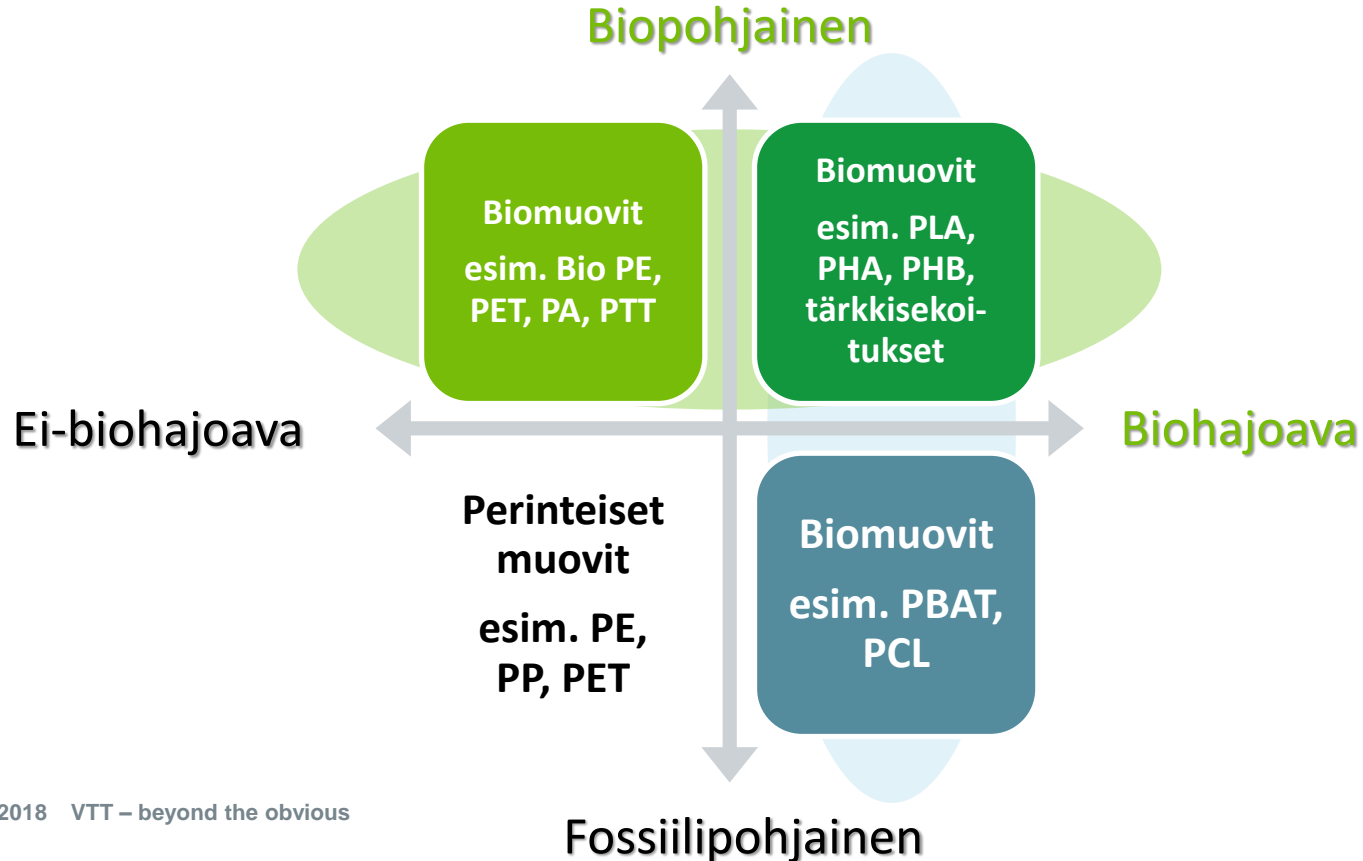 Biopohjainen
Biomuovit
esim. Bio PE,
PET, PA, PTT
Biomuovit
esim. PLA,
PHA, PHB,
tärkkisekoi-
tukset
Ei-biohajoava
Biohajoava
Perinteiset
muovit
esim. PE,
PP, PET
Biomuovit
esim. PBAT,
PCL
2018 VTT – beyond the obvious
Fossiilipohjainen